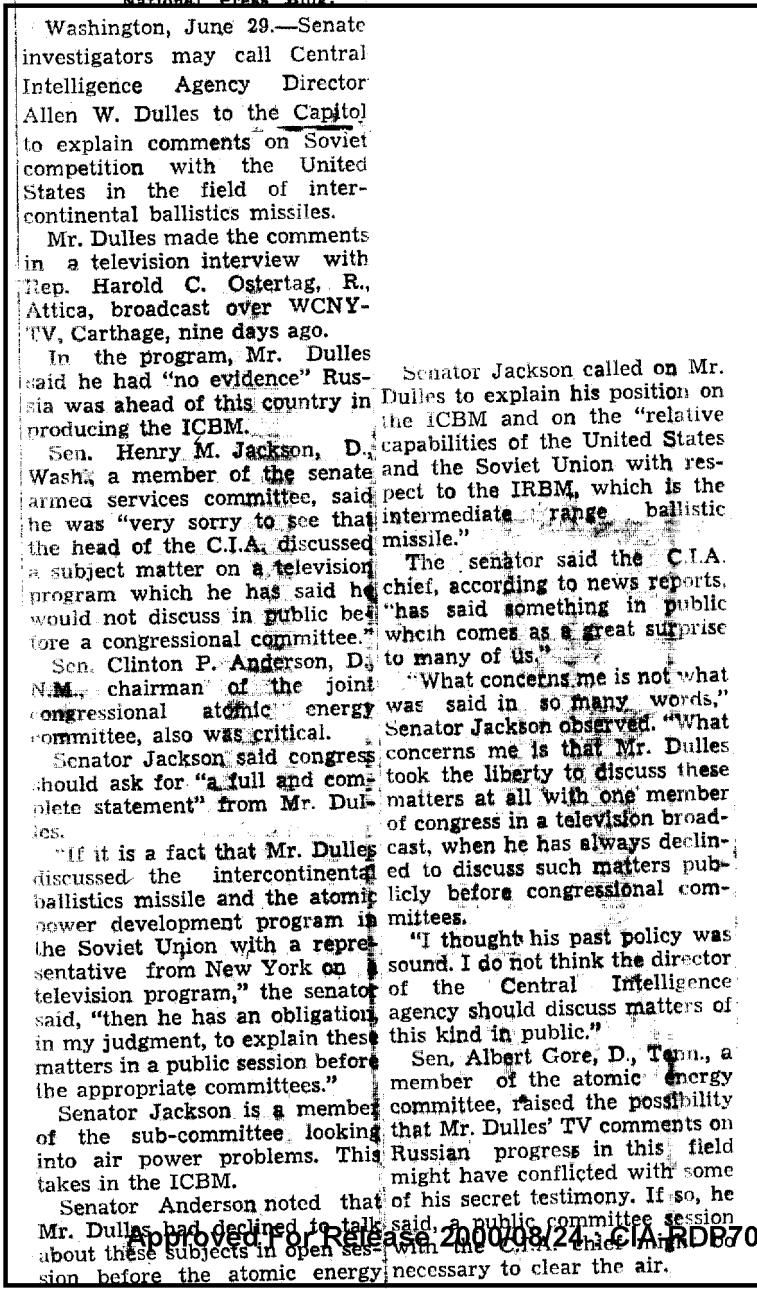 National Press Bldg.
Washington, June 29.—Senate
investigators may call Central
Intelligence Agency Director
Allen W. Dulles to the Capitol
to explain comments on Soviet
competition with the United
States in the field of inter-
continental ballistics missiles.
Mr. Dulles made the comments
in a television interview with
Rep. Harold C. Ostertag, R.,
Attica, broadcast over WCNY-
TV, Carthage, nine days ago.
In the program, Mr. Dulles
said he had “no evidence” Rus-
sia was ahead of this country in
producing the ICBM.
Sen. Henry M. Jackson, D.,
Wash., a member of the senate
armed services committee, said
he was “very sorry to see that
the head of the C.I.A. discussed
a subject matter on a television
program which he has said he
would not discuss in public be-
fore a congressional committee.”
Sen. Clinton P. Anderson, D.,
N.M., chairman of the joint
congressional atomic energy
committee, also was critical.
Senator Jackson said congress
should ask for “a full and com-
plete statement” from Mr. Dul-
les.
“If it is a fact that Mr. Dulles
discussed the intercontinental
ballistics missile and the atomic
power development program in
the Soviet Union with a repre-
sentative from New York on a
television program,” the senator
said, “then he has an obligation,
in my judgment, to explain these
matters in a public session before
the appropriate committees.”
Senator Jackson is a member
of the sub-committee looking
into air power problems. This
takes in the ICBM.
Senator Anderson noted that
Mr. Dulles had declined to talk
about these subjects in open ses-
sion before the atomic energy
Senator Jackson called on Mr.
Dulles to explain his position on
the ICBM and on the “relative
capabilities of the United States
and the Soviet Union with res-
pect to the IRBM, which is the
intermediate range ballistic
missile.”
The senator said the C.I.A.
chief, according to news reports,
“has said something in public
whcih comes as a great surprise
to many of us.”
“What concerns me is not what
was said in so many words,”
Senator Jackson observed. “What
concerns me is that Mr. Dulles
took the liberty to discuss these
matters at all with one member
of congress in a television broad-
cast, when he has always declin-
ed to discuss such matters pub-
licly before congressional com-
mittees.
“I thought his past policy was
sound. I do not think the director
of the Central Intelligence
agency should discuss matters of
this kind in public.”
Sen. Albert Gore, D., Tenn., a
member of the atomic energy
committee, raised the possibility
that Mr. Dulles’ TV comments on
Russian progress in this field
might have conflicted with some
of his secret testimony. If so, he
said, a public committee session
with the C.I.A. chief might be
necessary to clear the air.
Approved For Release 2000/08/24 : CIA-RDP70